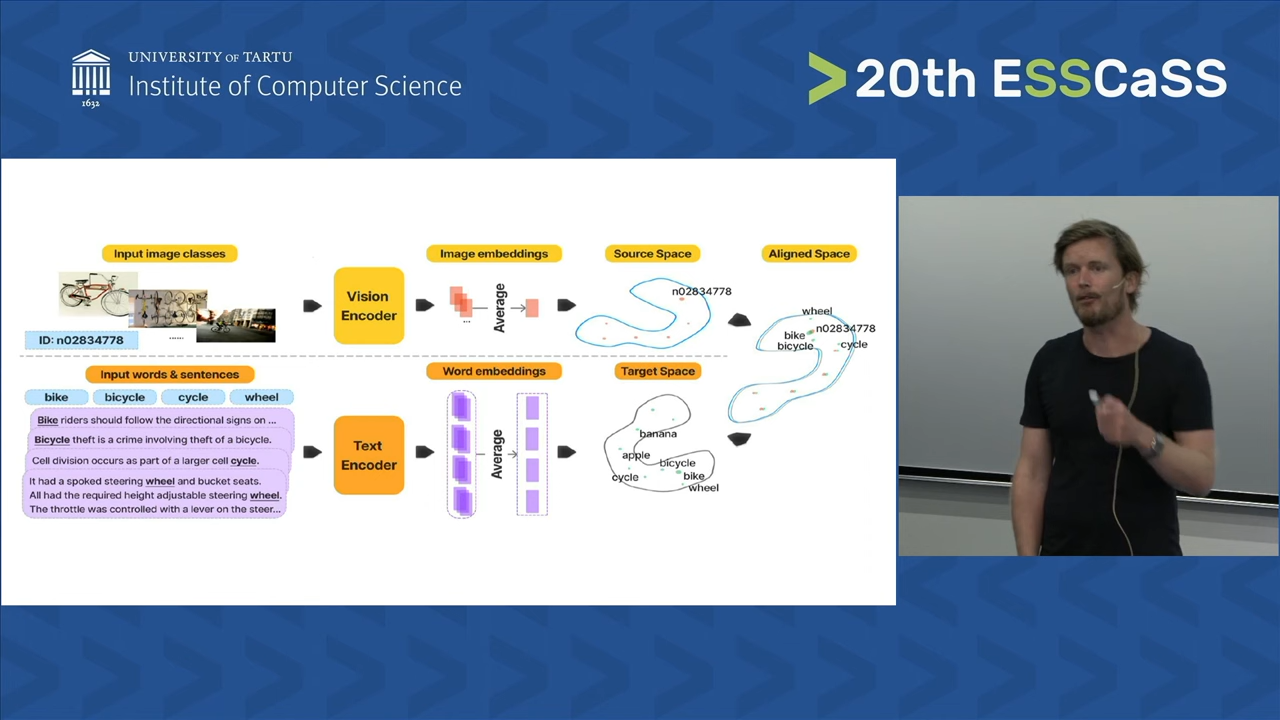 UNIVERSITY OF TARTU
Institute of Computer Science
1632
20th ESSCaSS
Input image classes
ID: n02834778
......
Vision
Encoder
Image embeddings
...
Average
Source Space
n02834778
Aligned Space
wheel
n02834778
bike
cycle
bicycle
Input words & sentences
bike bicycle cycle wheel
Bike riders should follow the directional signs on ...
Bicycle theft is a crime involving theft of a bicycle.
Cell division occurs as part of a larger cell cycle.
It had a spoked steering wheel and bucket seats.
All had the required height adjustable steering wheel.
The throttle was controlled with a lever on the steer...
Text
Encoder
Word embeddings
Average
Target Space
banana
apple
bicycle
cycle
bike
wheel